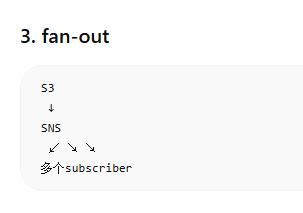 3. fan-out
S3
↓
SNS
↙ ↘ ↘
多个subscriber